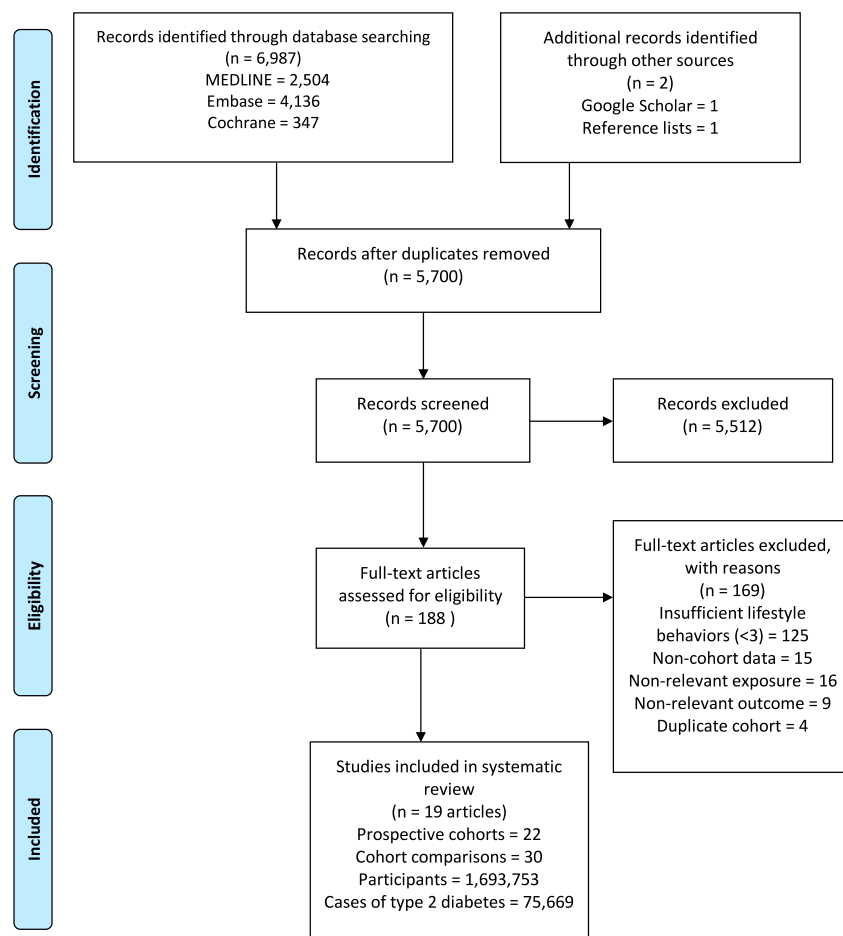 Identification
Records identified through database searching
(n = 6,987)
MEDLINE = 2,504
Embase = 4,136
Cochrane = 347
Additional records identified
through other sources
(n = 2)
Google Scholar = 1
Reference lists = 1
Records after duplicates removed
(n = 5,700)
Screening
Records screened
(n = 5,700)
Records excluded
(n = 5,512)
Eligibility
Full-text articles
assessed for eligibility
(n = 188 )
Full-text articles excluded,
with reasons
(n = 169)
Insufficient lifestyle
behaviors (<3) = 125
Non-cohort data = 15
Non-relevant exposure = 16
Non-relevant outcome = 9
Duplicate cohort = 4
Included
Studies included in systematic
review
(n = 19 articles)
Prospective cohorts = 22
Cohort comparisons = 30
Participants = 1,693,753
Cases of type 2 diabetes = 75,669